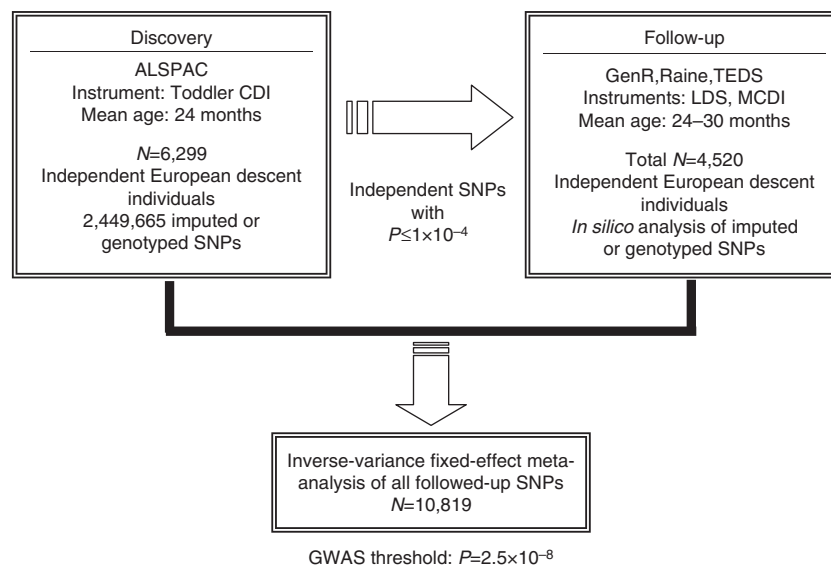 Discovery
ALSPAC
Instrument: Toddler CDI
Mean age: 24 months
N=6,299
Independent European descent
individuals
2,449,665 imputed or
genotyped SNPs
Independent SNPs
with
P≤1×10⁻⁴
Follow-up
GenR,Raine,TEDS
Instruments: LDS, MCDI
Mean age: 24–30 months
Total N=4,520
Independent European descent
individuals
In silico analysis of imputed
or genotyped SNPs
Inverse-variance fixed-effect meta-
analysis of all followed-up SNPs
N=10,819
GWAS threshold: P=2.5×10⁻⁸